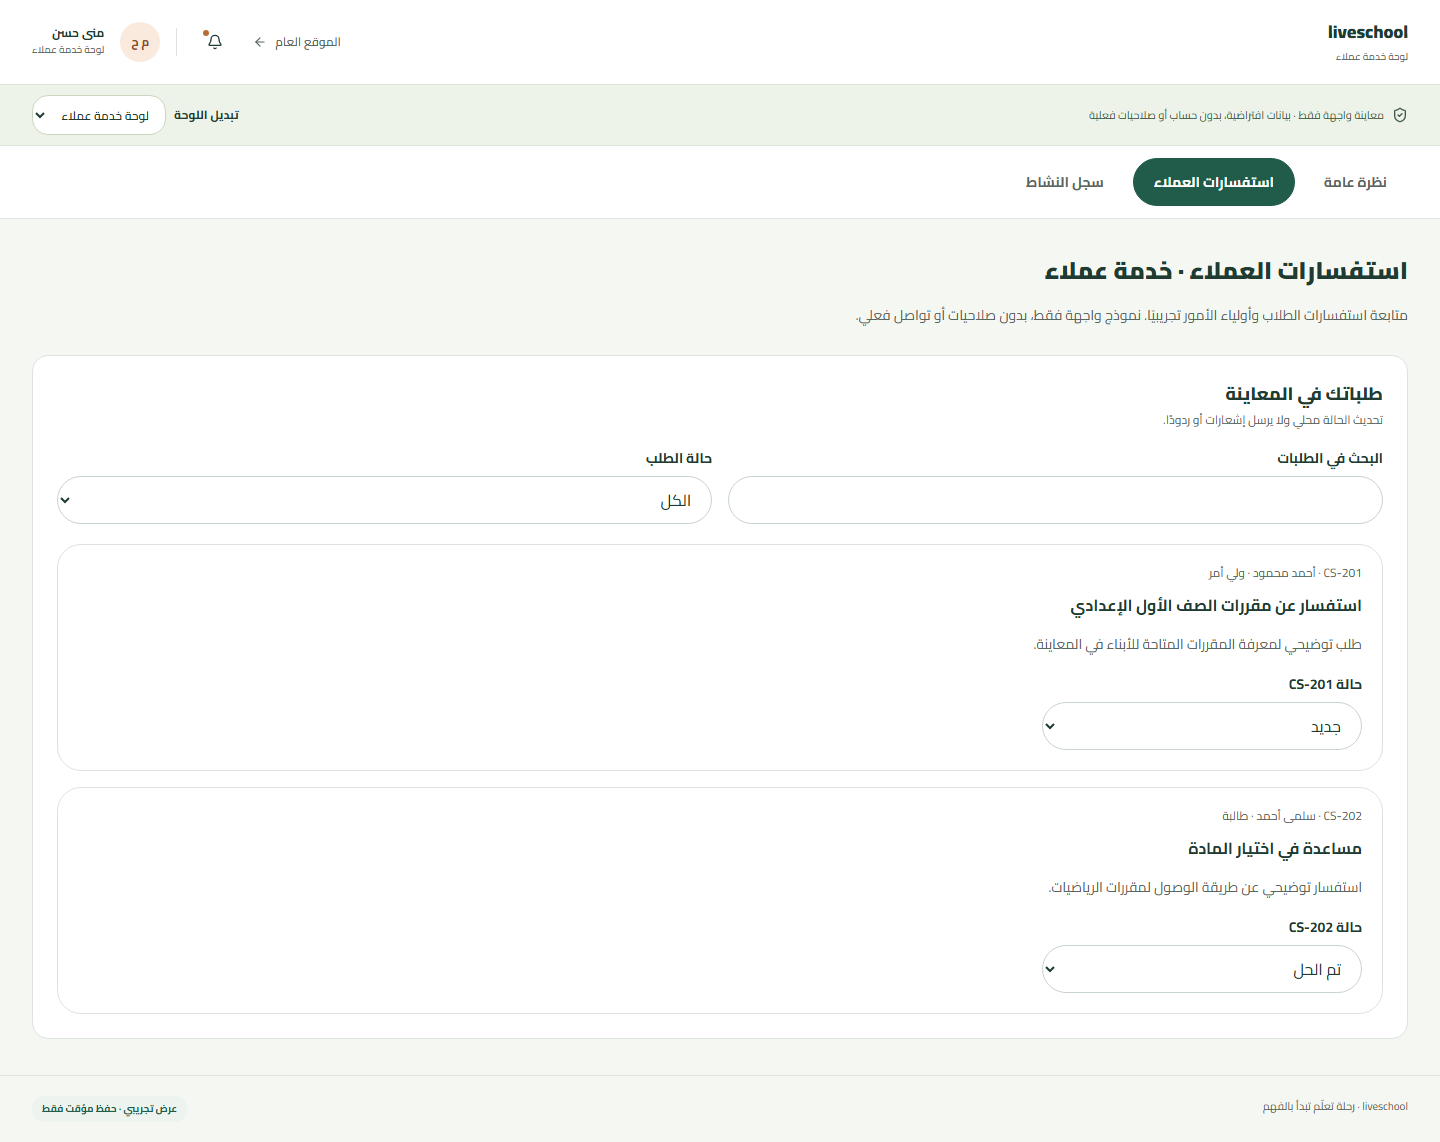 liveschool
لوحة خدمة عملاء
الموقع العام
م ح
منى حسن
لوحة خدمة عملاء
معاينة واجهة فقط · بيانات افتراضية، بدون حساب أو صلاحيات فعلية
تبديل اللوحة
لوحة خدمة عملاء
نظرة عامة
استفسارات العملاء
سجل النشاط
استفسارات العملاء · خدمة عملاء
متابعة استفسارات الطلاب وأولياء الأمور تجريبيًا. نموذج واجهة فقط، بدون صلاحيات أو تواصل فعلي.
طلباتك في المعاينة
تحديث الحالة محلي ولا يرسل إشعارات أو ردودًا.
البحث في الطلبات
حالة الطلب
الكل
CS-201 · أحمد محمود · ولي أمر
استفسار عن مقررات الصف الأول الإعدادي
طلب توضيحي لمعرفة المقررات المتاحة للأبناء في المعاينة.
حالة CS-201
جديد
CS-202 · سلمى أحمد · طالبة
مساعدة في اختيار المادة
استفسار توضيحي عن طريقة الوصول لمقررات الرياضيات.
حالة CS-202
تم الحل
liveschool · رحلة تعلّم تبدأ بالفهم
عرض تجريبي · حفظ مؤقت فقط